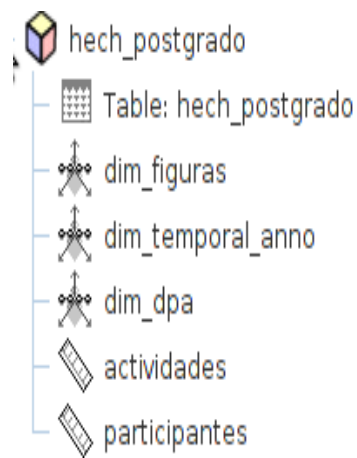 hech_postgrado
Table: hech_postgrado
dim_figuras
dim_temporal_anno
dim_dpa
actividades
participantes